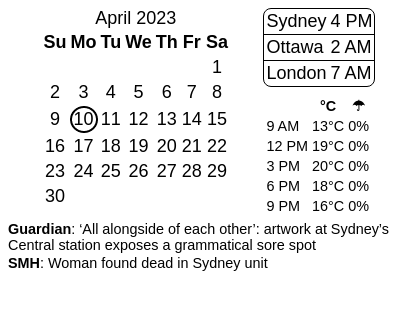 April 2023
Su Mo Tu We Th Fr Sa
1
2 3 4 5 6 7 8
9 10 11 12 13 14 15
16 17 18 19 20 21 22
23 24 25 26 27 28 29
30
Sydney 4 PM
Ottawa 2 AM
London 7 AM
°C ☂
9 AM 13°C 0%
12 PM 19°C 0%
3 PM 20°C 0%
6 PM 18°C 0%
9 PM 16°C 0%
Guardian: ‘All alongside of each other’: artwork at Sydney’s
Central station exposes a grammatical sore spot
SMH: Woman found dead in Sydney unit